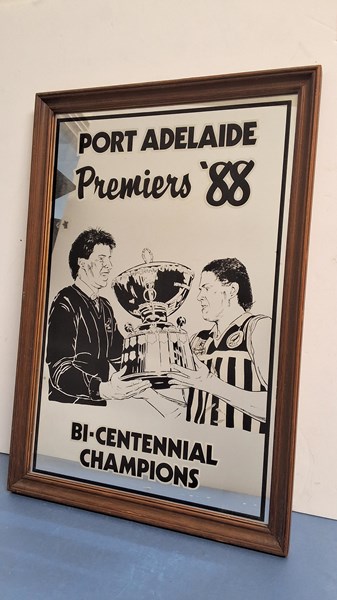 PORT ADELAIDE
Premiers '88
BI-CENTENNIAL
CHAMPIONS